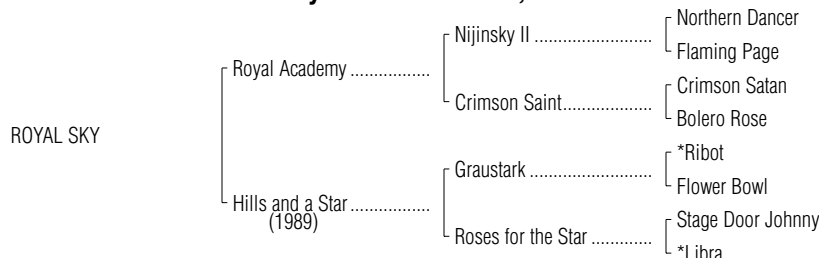 Northern Dancer
Nijinsky II ....................................
Flaming Page
Royal Academy .................
Crimson Satan
Crimson Saint...................
Bolero Rose
ROYAL SKY
*Ribot
Graustark ....................................
Flower Bowl
Hills and a Star .................
(1989)
Stage Door Johnny
Roses for the Star .............
*Libra